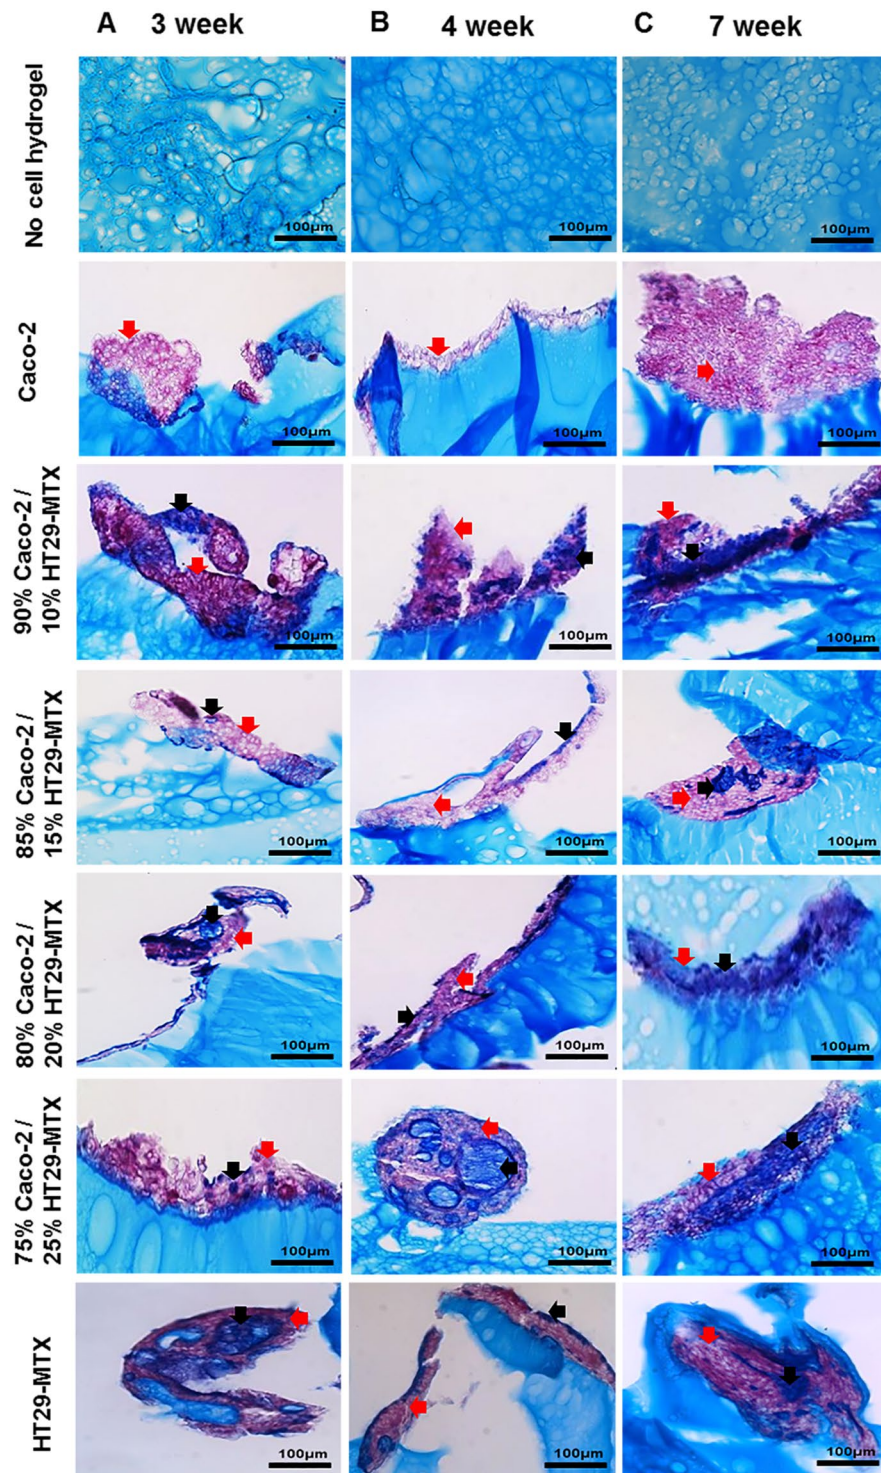 A 3 week B 4 week C 7 week
No cell hydrogel
100µm 100µm 100µm
Caco-2
100µm 100µm 100µm
90% Caco-2 /
10% HT29-MTX
100µm 100µm 100µm
85% Caco-2 /
15% HT29-MTX
100µm 100µm 100µm
80% Caco-2 /
20% HT29-MTX
100µm 100µm 100µm
75% Caco-2 /
25% HT29-MTX
100µm 100µm 100µm
HT29-MTX
100µm 100µm 100µm